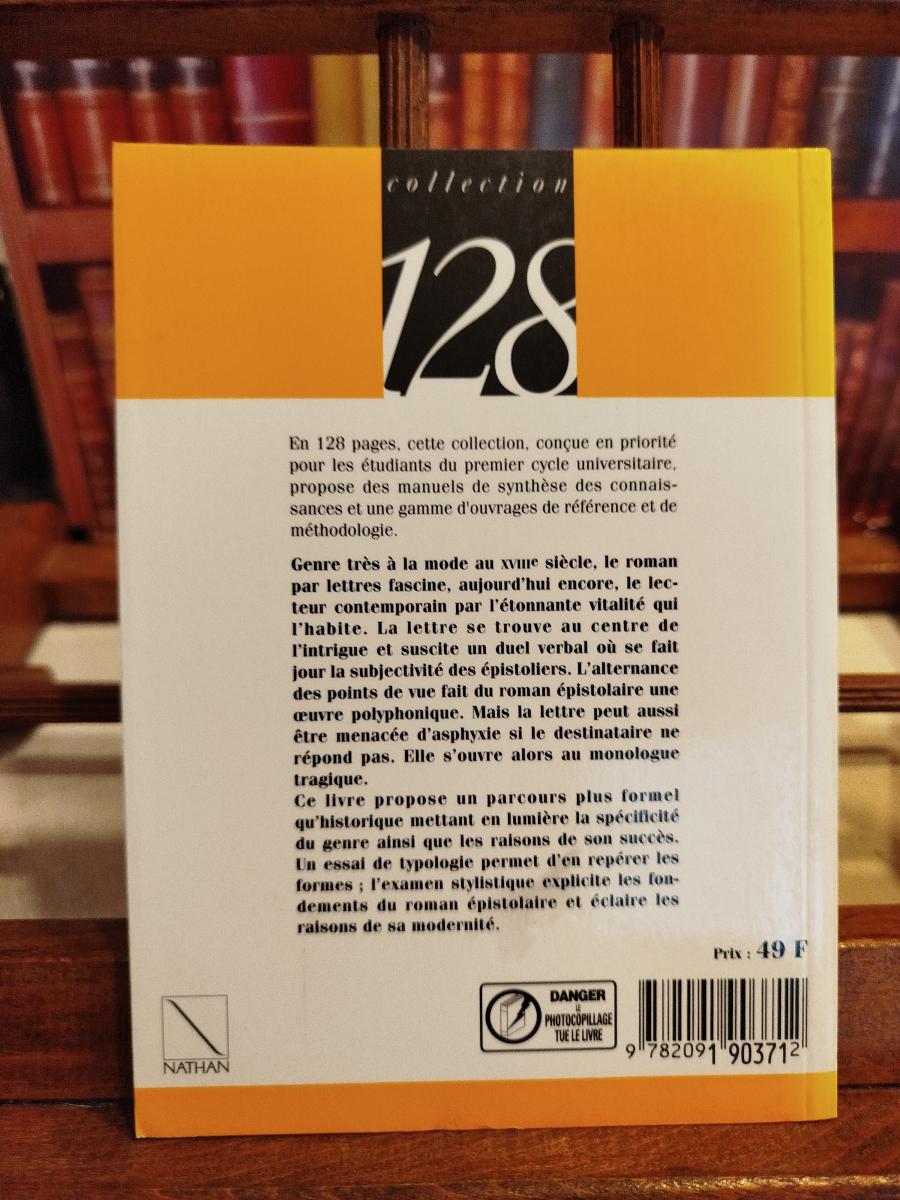 collection
128
En 128 pages, cette collection, conçue en priorité
pour les étudiants du premier cycle universitaire,
propose des manuels de synthèse des connais-
sances et une gamme d'ouvrages de référence et de
méthodologie.
Genre très à la mode au XVIIIe siècle, le roman
par lettres fascine, aujourd'hui encore, le lec-
teur contemporain par l'étonnante vitalité qui
l'habite. La lettre se trouve au centre de
l'intrigue et suscite un duel verbal où se fait
jour la subjectivité des épistoliers. L'alternance
des points de vue fait du roman épistolaire une
œuvre polyphonique. Mais la lettre peut aussi
être menacée d'asphyxie si le destinataire ne
répond pas. Elle s'ouvre alors au monologue
tragique.
Ce livre propose un parcours plus formel
qu'historique mettant en lumière la spécificité
du genre ainsi que les raisons de son succès.
Un essai de typologie permet d'en repérer les
formes ; l'examen stylistique explicite les fon-
dements du roman épistolaire et éclaire les
raisons de sa modernité.
Prix : 49 F
DANGER
LE
PHOTOCOPILLAGE
TUE LE LIVRE
9 782091 903712
NATHAN